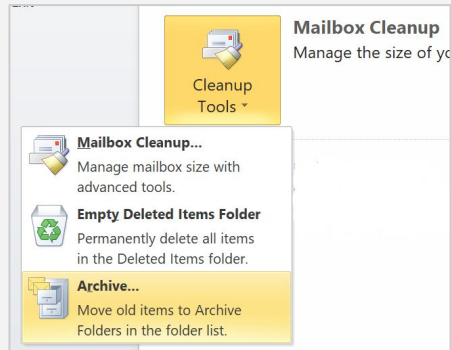 Mailbox Cleanup
Manage the size of yo
Cleanup
Tools
Mailbox Cleanup...
Manage mailbox size with
advanced tools.
Empty Deleted Items Folder
Permanently delete all items
in the Deleted Items folder.
Archive...
Move old items to Archive
Folders in the folder list.